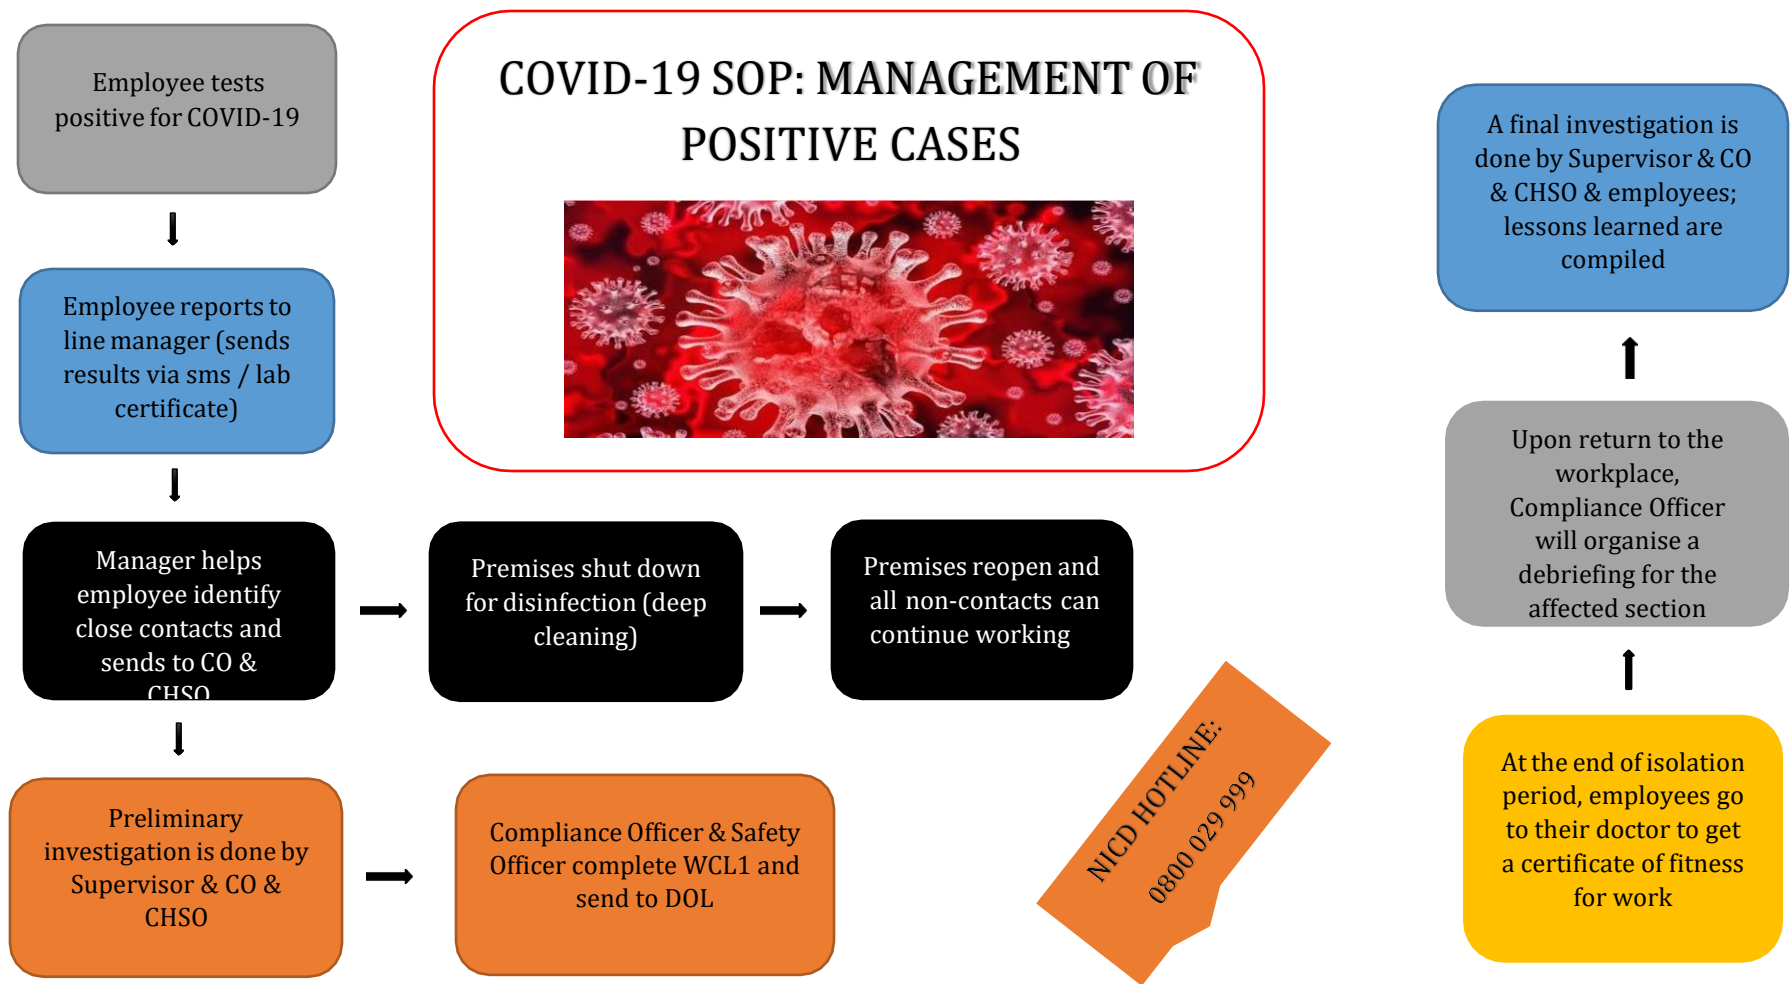 Employee tests
positive for COVID-19
Employee reports to
line manager (sends
results via sms / lab
certificate)
Manager helps
employee identify
close contacts and
sends to CO &
CHSO
Preliminary
investigation is done by
Supervisor & CO &
CHSO
COVID-19 SOP: MANAGEMENT OF
POSITIVE CASES
Premises shut down
for disinfection (deep
cleaning)
Premises reopen and
all non-contacts can
continue working
Compliance Officer & Safety
Officer complete WCL1 and
send to DOL
NICD HOTLINE:
0800 029 999
A final investigation is
done by Supervisor & CO
& CHSO & employees;
lessons learned are
compiled
Upon return to the
workplace,
Compliance Officer
will organise a
debriefing for the
affected section
At the end of isolation
period, employees go
to their doctor to get
a certificate of fitness
for work